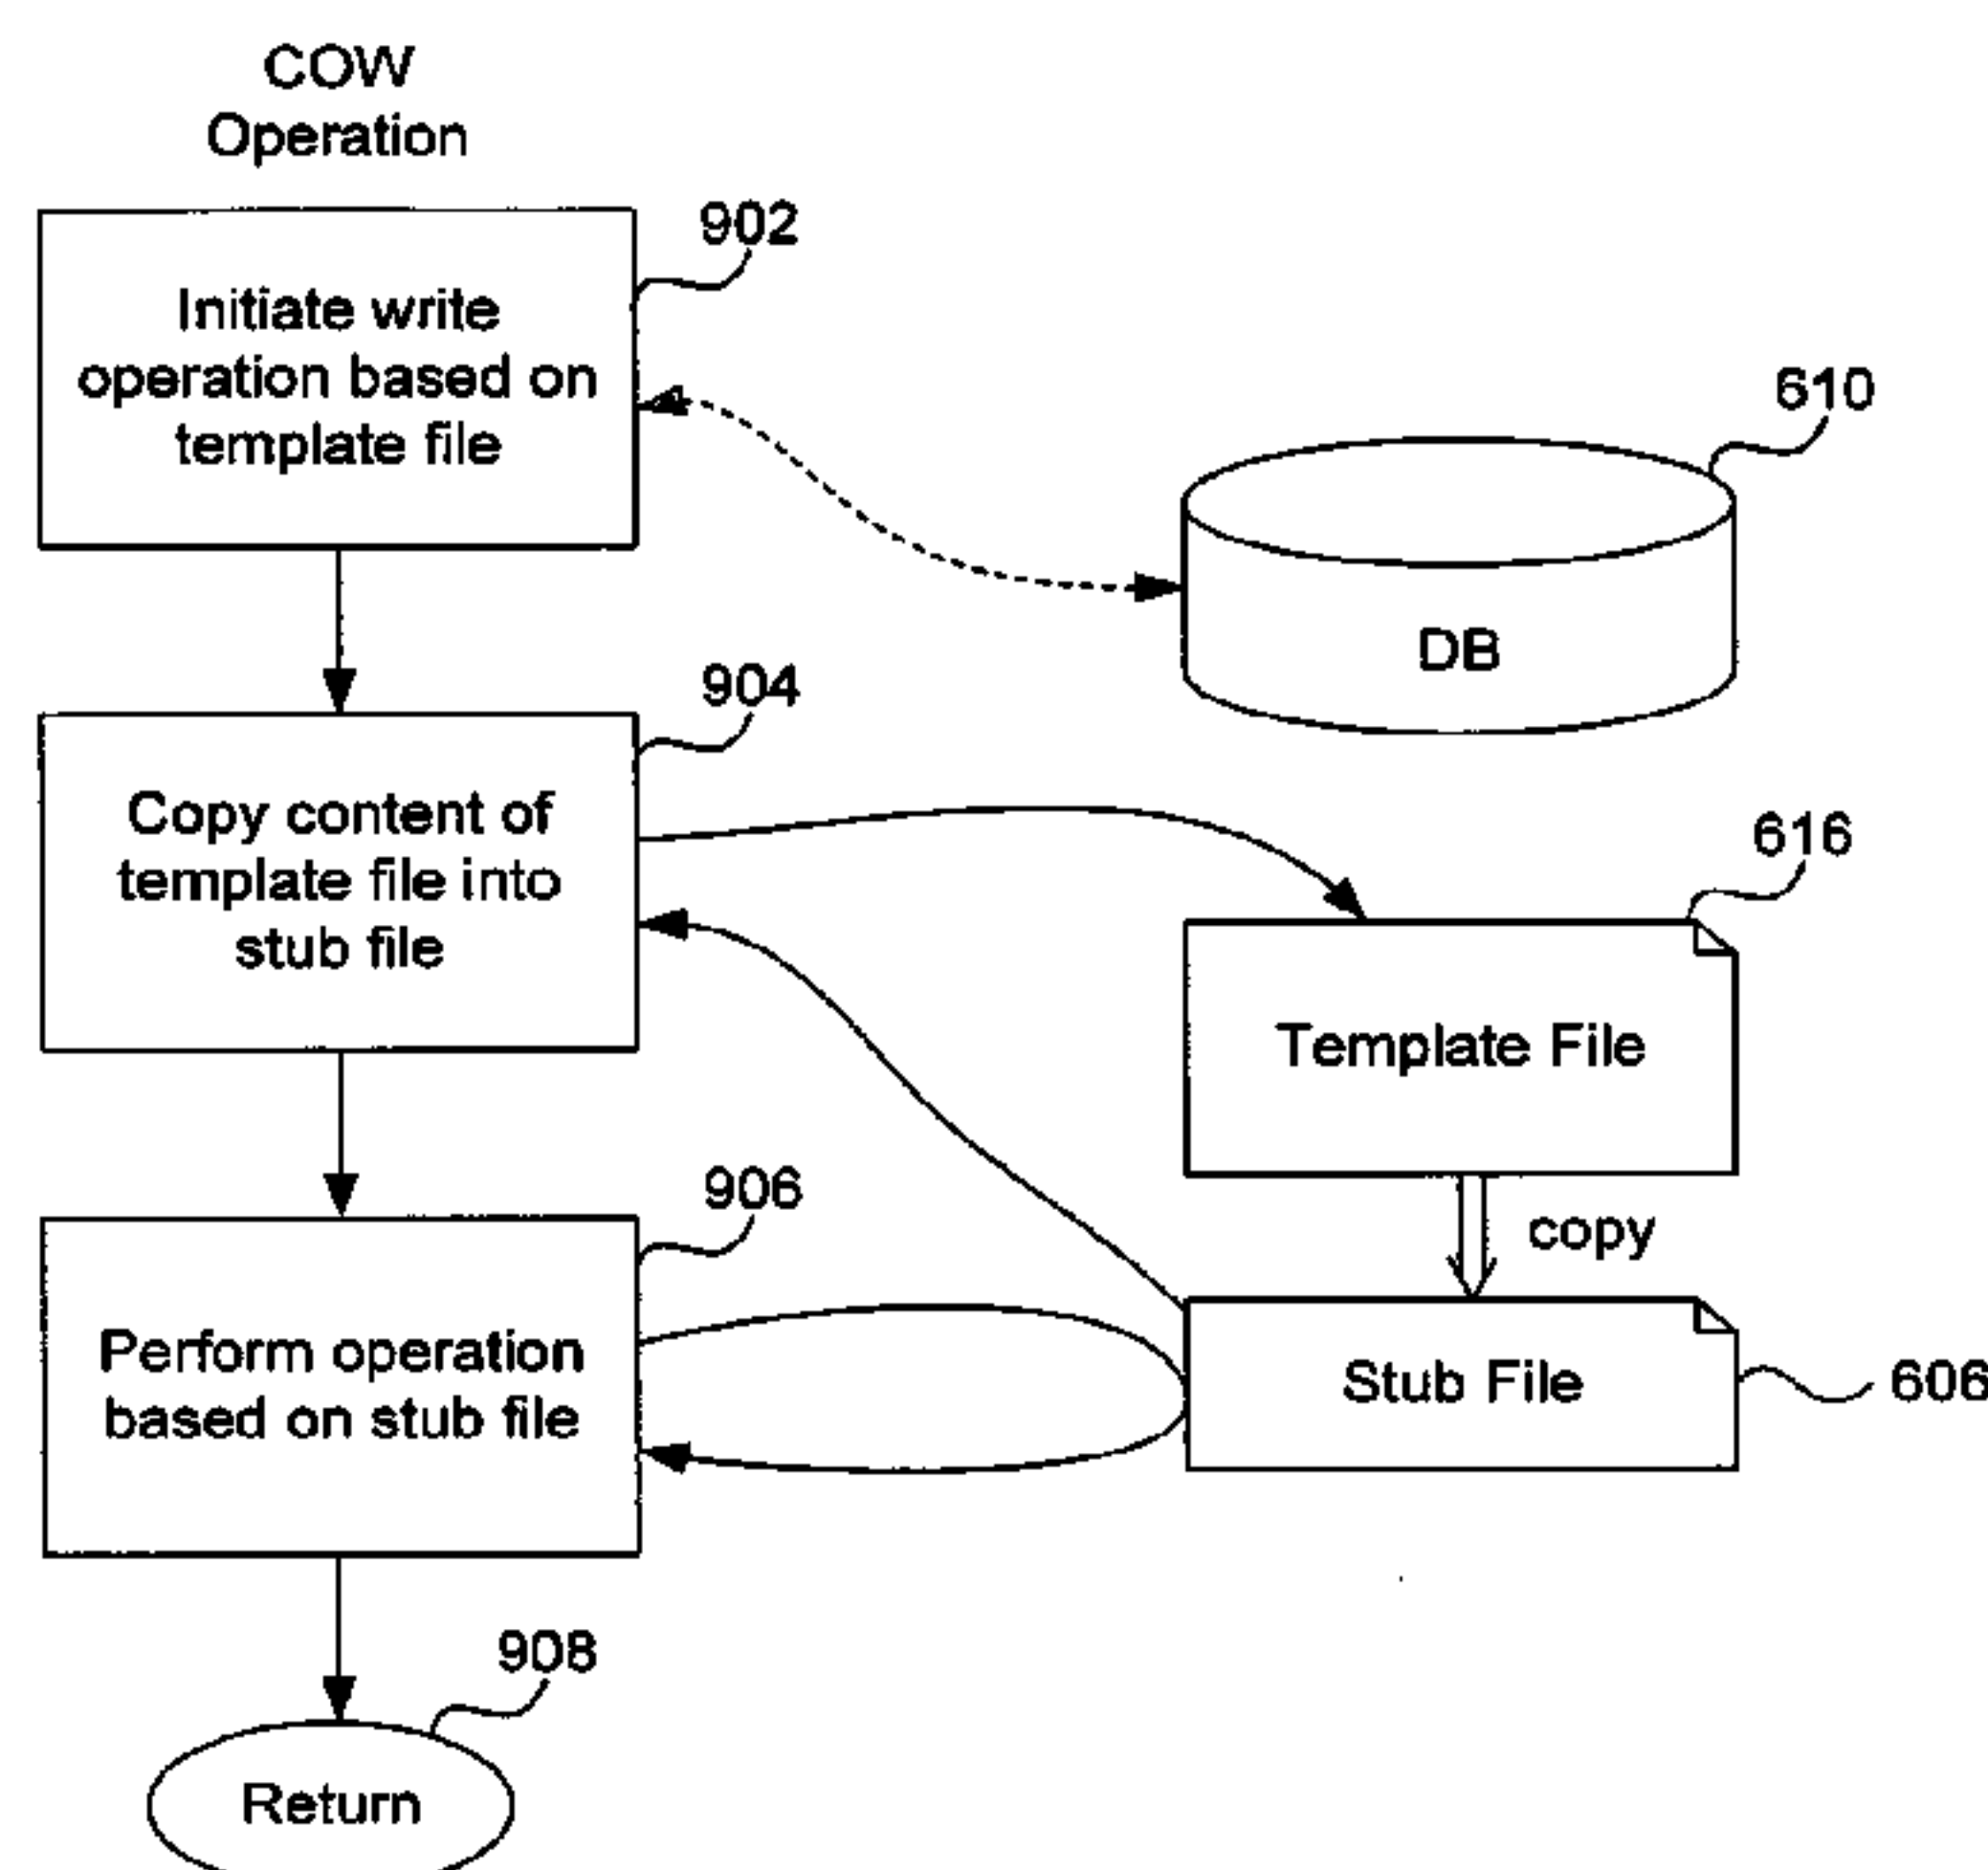 COW
Operation
902
Initiate write
operation based on
template file
610
DB
904
Copy content of
template file into
stub file
616
Template File
copy
906
Perform operation
based on stub file
Stub File
606
908
Return